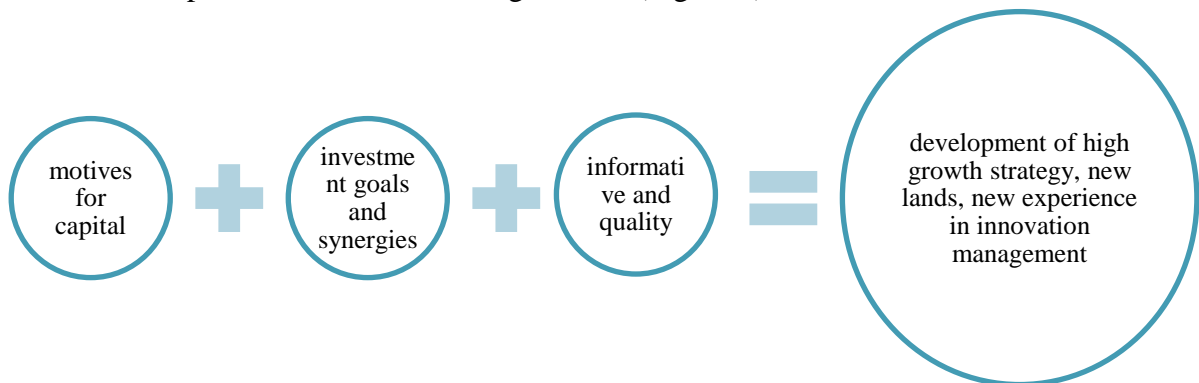 motives
for
capital
investme
nt goals
and
synergies
informati
ve and
quality
development of high
growth strategy, new
lands, new experience
in innovation
management